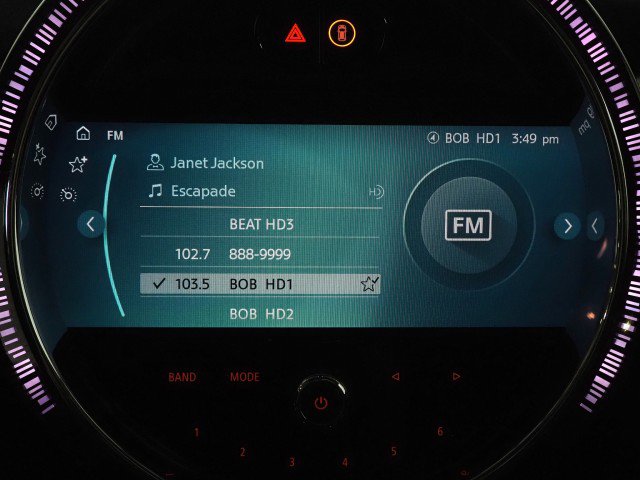 FM
BOB HD1 3:49 pm
Janet Jackson
Escapade
HD
BEAT HD3
102.7 888-9999
FM
103.5 BOB HD1
BOB HD2
BAND MODE
1
2
3
4
5
6